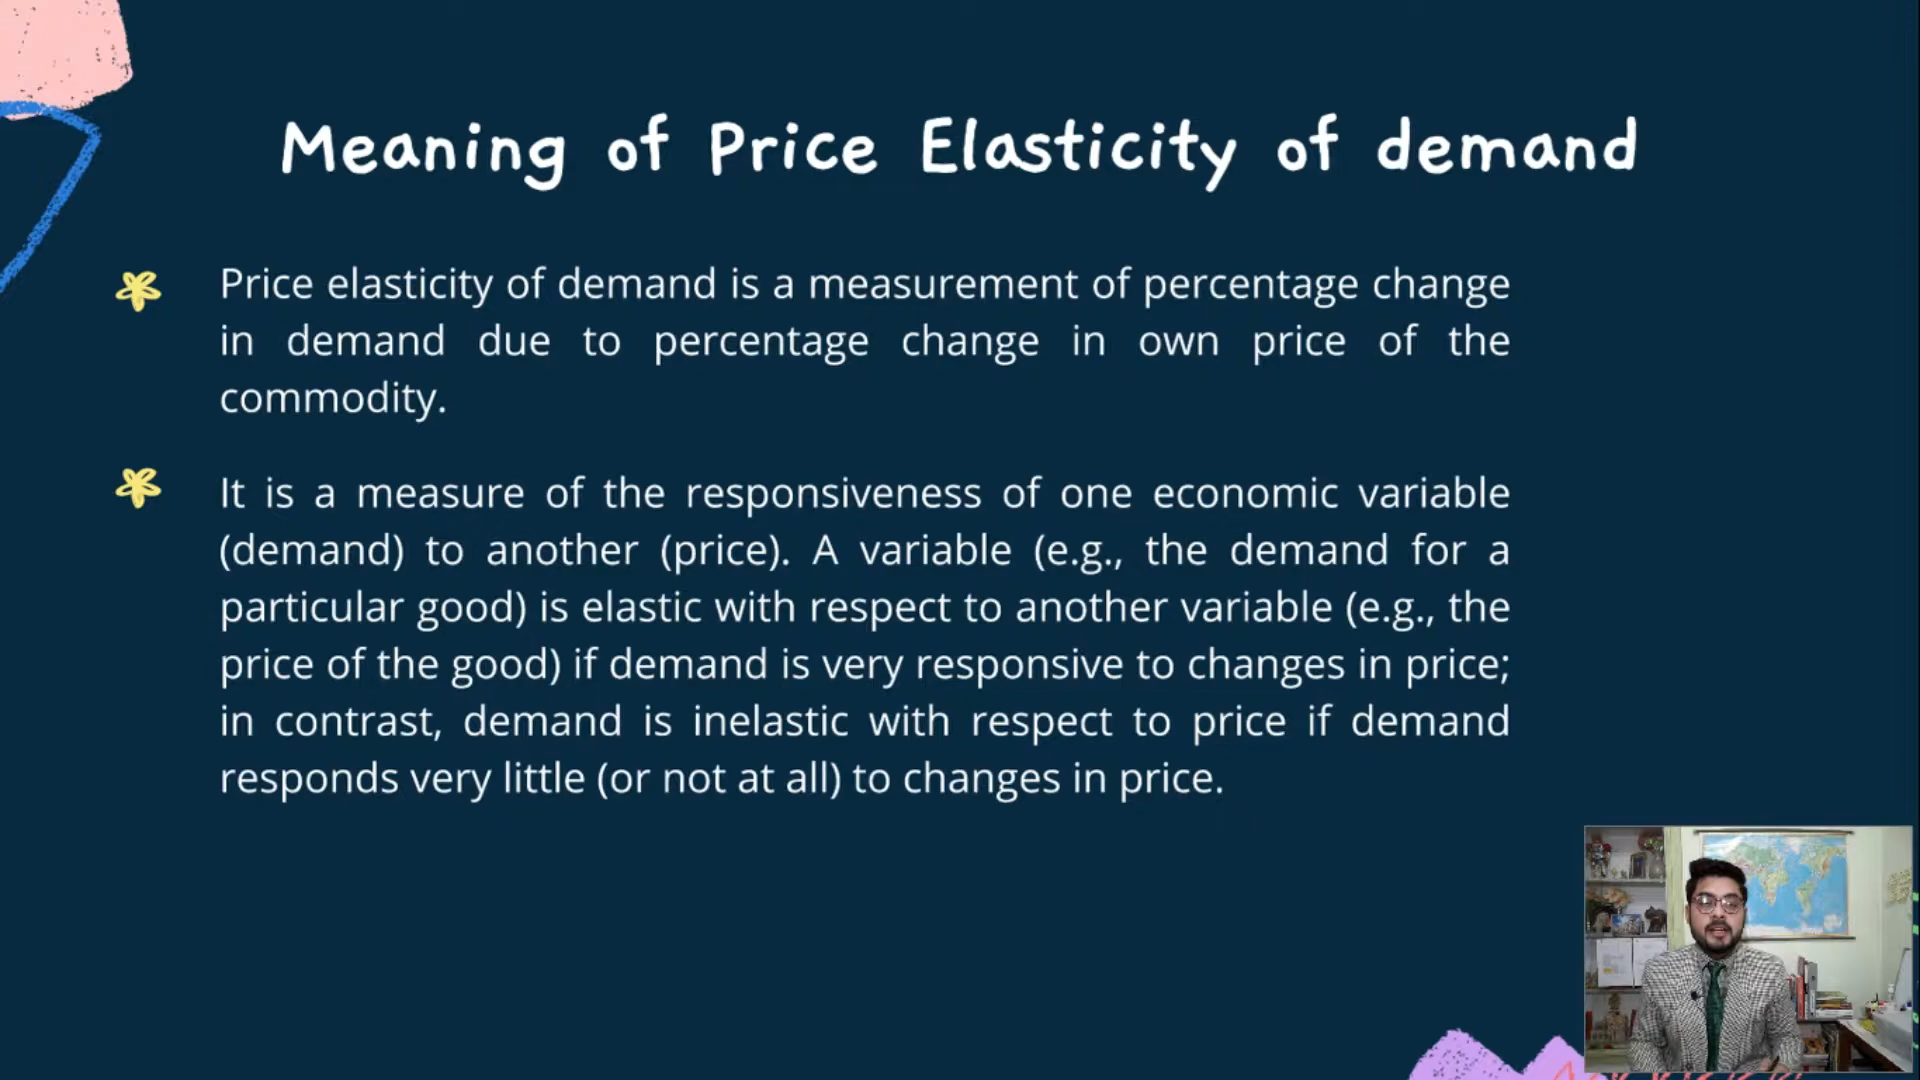 Meaning of Price Elasticity of demand
Price elasticity of demand is a measurement of percentage change
in demand due to percentage change in own price of the
commodity.
It is a measure of the responsiveness of one economic variable
(demand) to another (price). A variable (e.g., the demand for a
particular good) is elastic with respect to another variable (e.g., the
price of the good) if demand is very responsive to changes in price;
in contrast, demand is inelastic with respect to price if demand
responds very little (or not at all) to changes in price.